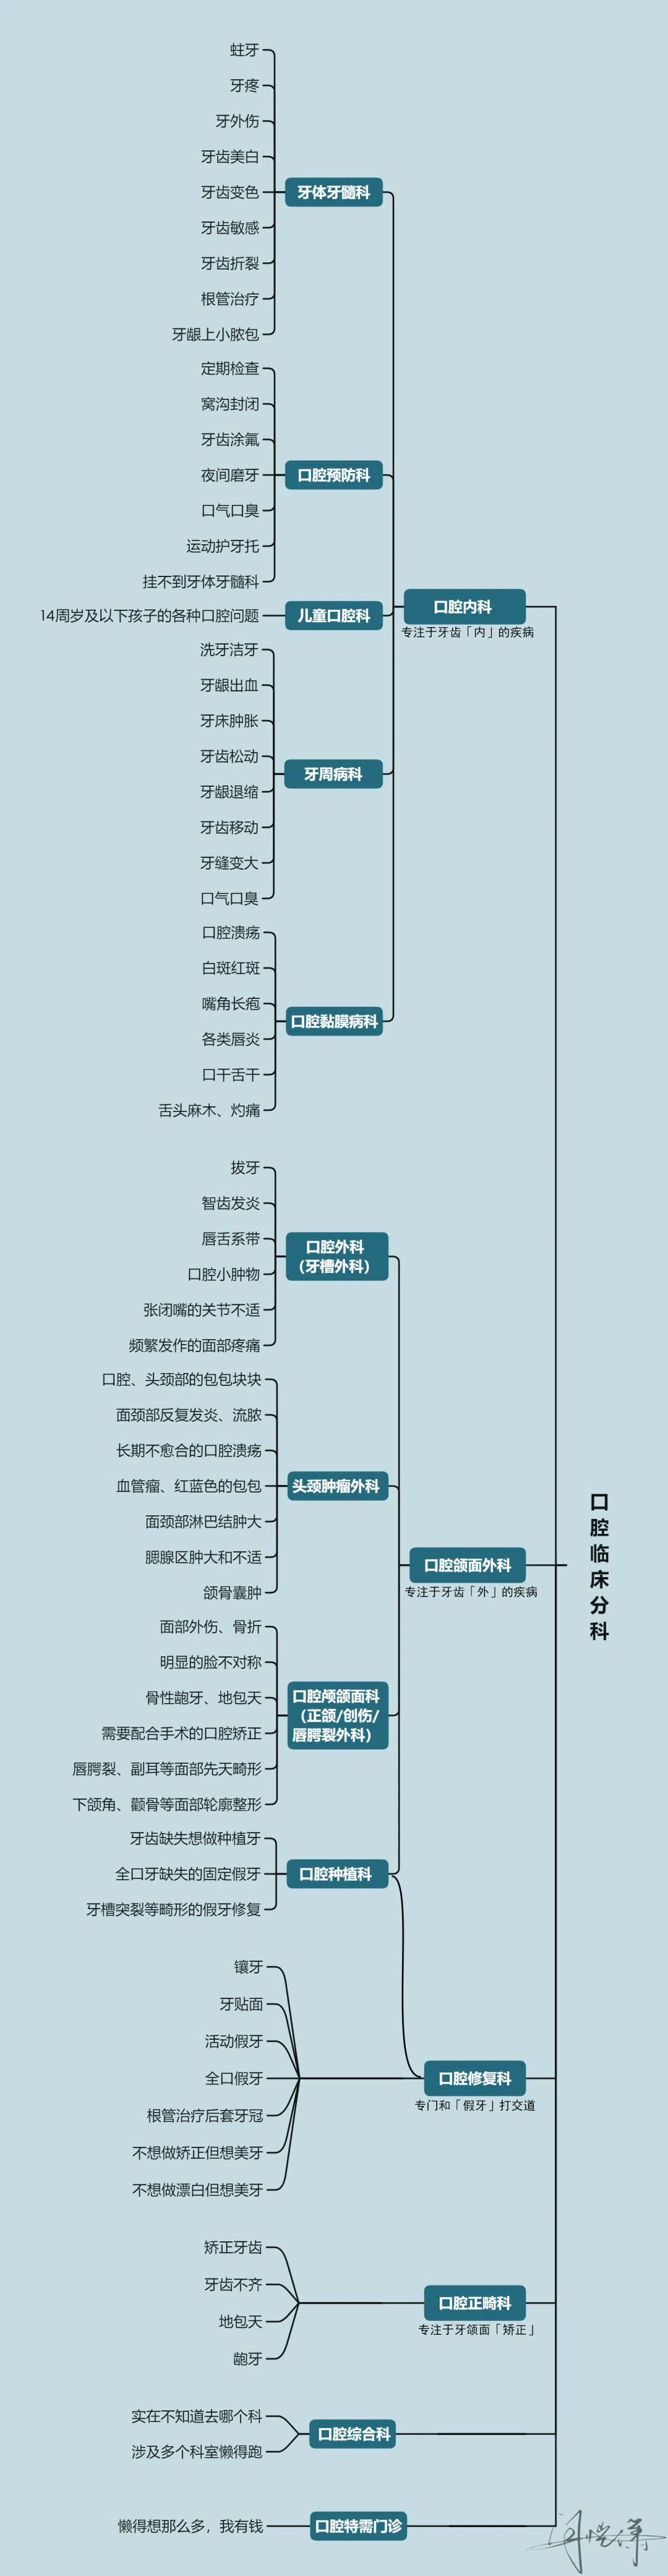 蛀牙
牙疼
牙外伤
牙齿美白
牙齿变色
牙齿敏感
牙齿折裂
根管治疗
牙龈上小脓包
牙体牙髓科
定期检查
窝沟封闭
牙齿涂氟
夜间磨牙
口气口臭
运动护牙托
挂不到牙体牙髓科
口腔预防科
14周岁及以下孩子的各种口腔问题
儿童口腔科
洗牙洁牙
牙龈出血
牙床肿胀
牙齿松动
牙龈退缩
牙齿移动
牙缝变大
口气口臭
牙周病科
口腔溃疡
白斑红斑
嘴角长疱
各类唇炎
口干舌干
舌头麻木、灼痛
口腔黏膜病科
口腔内科
专注于牙齿「内」的疾病
拔牙
智齿发炎
唇舌系带
口腔小肿物
张闭嘴的关节不适
频繁发作的面部疼痛
口腔外科
（牙槽外科）
口腔、头颈部的包包块块
面颈部反复发炎、流脓
长期不愈合的口腔溃疡
血管瘤、红蓝色的包包
面颈部淋巴结肿大
腮腺区肿大和不适
颌骨囊肿
头颈肿瘤外科
面部外伤、骨折
明显的脸不对称
骨性龅牙、地包天
需要配合手术的口腔矫正
唇腭裂、副耳等面部先天畸形
下颌角、颧骨等面部轮廓整形
口腔颅颌面科
（正颌/创伤/
唇腭裂外科）
牙齿缺失想做种植牙
全口牙缺失的固定假牙
牙槽突裂等畸形的假牙修复
口腔种植科
口腔颌面外科
专注于牙齿「外」的疾病
镶牙
牙贴面
活动假牙
全口假牙
根管治疗后套牙冠
不想做矫正但想美牙
不想做漂白但想美牙
口腔修复科
专门和「假牙」打交道
矫正牙齿
牙齿不齐
地包天
龅牙
口腔正畸科
专注于牙颌面「矫正」
实在不知道去哪个科
涉及多个科室懒得跑
口腔综合科
懒得想那么多，我有钱
口腔特需门诊
口腔临床分科